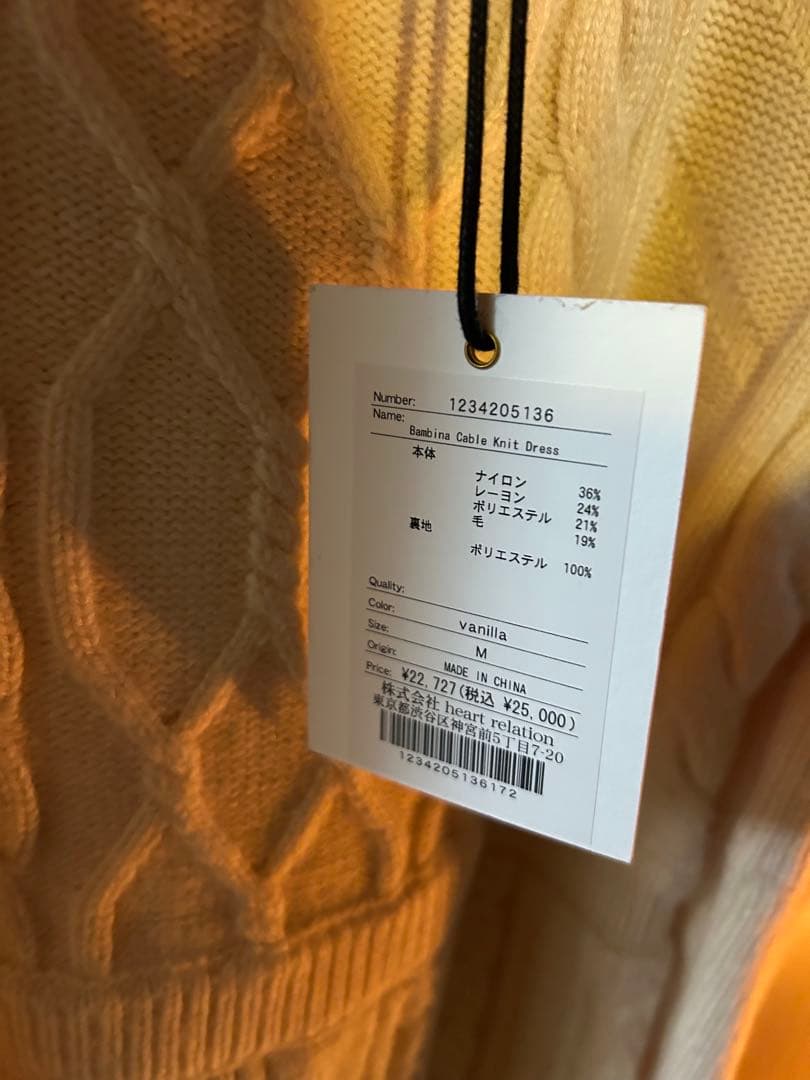 Number: 1234205136
Name:
Bambina Cable Knit Dress
本体
ナイロン 36%
レーヨン 24%
ポリエステル 21%
毛 19%
裏地
ポリエステル 100%
Quality:
Color: vanilla
Size: M
Origin: MADE IN CHINA
Price: ¥22,727(税込 ¥25,000)
株式会社 heart relation
東京都渋谷区神宮前5丁目7-20
1234205136172